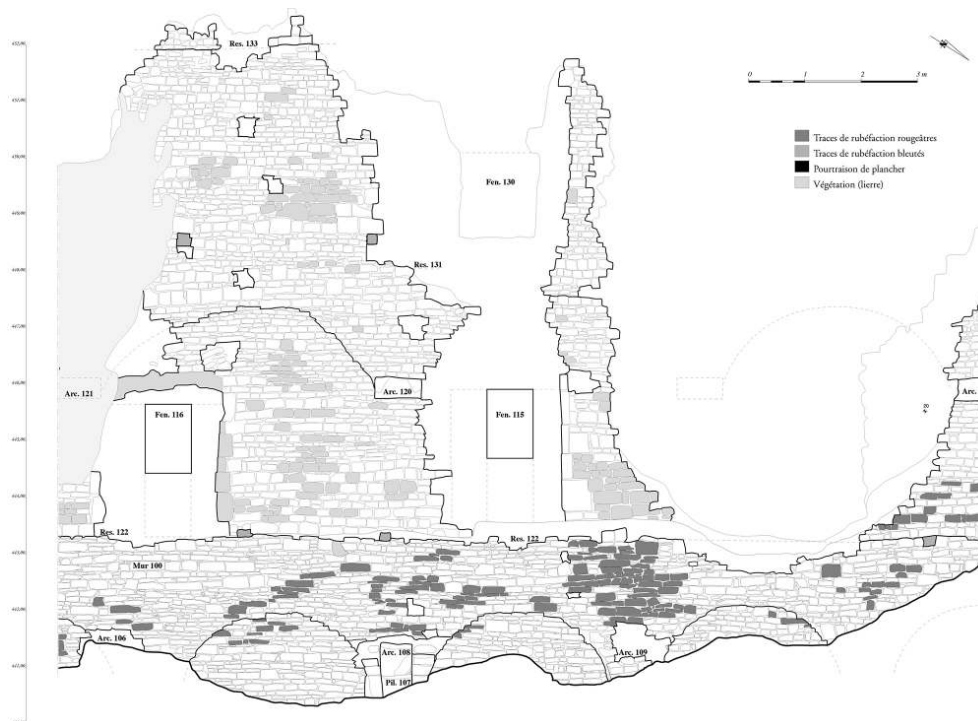 Res. 133
0 1 2 3 m
Traces de rubéfaction rougeâtres
Traces de rubéfaction bleutés
Pourtraison de plancher
Végétation (lierre)
Fen. 130
Res. 131
Arc. 121
Arc. 120
Arc.
Fen. 116
Fen. 115
Res. 122
Res. 122
Mur 100
Arc. 106
Arc. 108
Arc. 109
Pil. 107